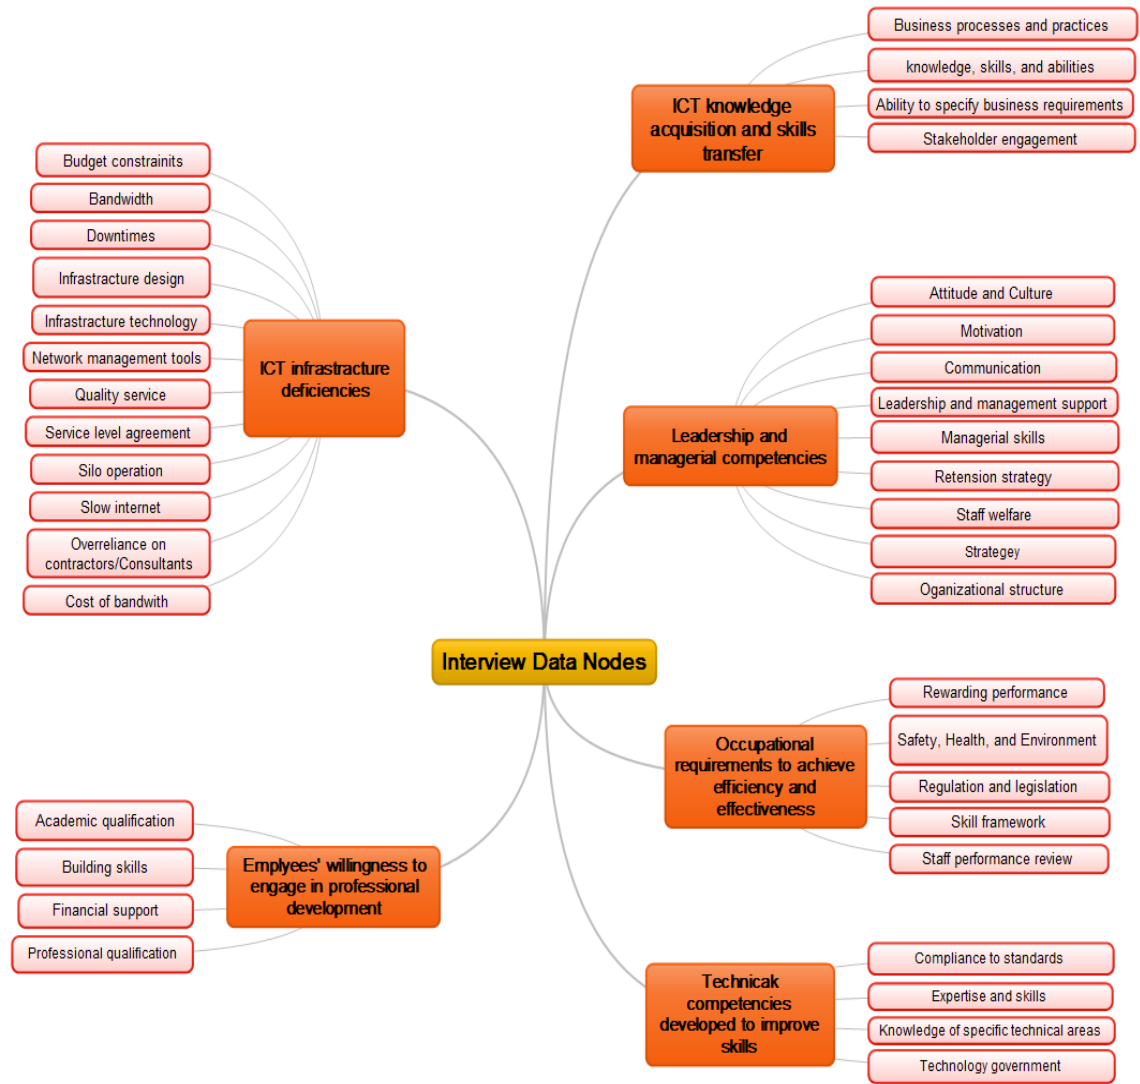 Interview Data Nodes
ICT knowledge
acquisition and skills
transfer
Business processes and practices
knowledge, skills, and abilities
Ability to specify business requirements
Stakeholder engagement
Leadership and
managerial competencies
Attitude and Culture
Motivation
Communication
Leadership and management support
Managerial skills
Retension strategy
Staff welfare
Strategey
Oganizational structure
Occupational
requirements to achieve
efficiency and
effectiveness
Rewarding performance
Safety, Health, and Environment
Regulation and legislation
Skill framework
Staff performance review
Technicak
competencies
developed to improve
skills
Compliance to standards
Expertise and skills
Knowledge of specific technical areas
Technology government
ICT infrastracture
deficiencies
Budget constrainits
Bandwidth
Downtimes
Infrastracture design
Infrastracture technology
Network management tools
Quality service
Service level agreement
Silo operation
Slow internet
Overreliance on
contractors/Consultants
Cost of bandwith
Emplyees' willingness to
engage in professional
development
Academic qualification
Building skills
Financial support
Professional qualification